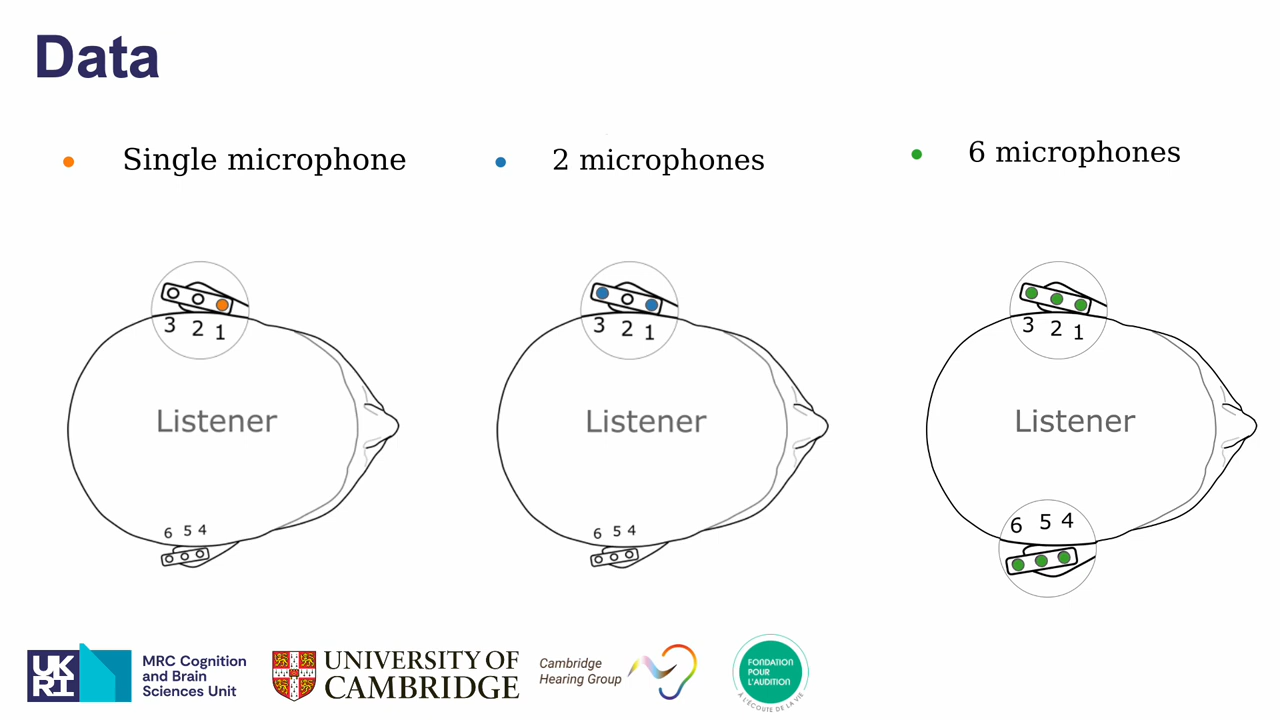 Data
Single microphone
2 microphones
6 microphones
3 2 1
Listener
6 5 4
3 2 1
Listener
6 5 4
3 2 1
Listener
6 5 4
UK
RI
MRC Cognition
and Brain
Sciences Unit
UNIVERSITY OF
CAMBRIDGE
Cambridge
Hearing Group
FONDATION
POUR
L'AUDITION
À L'ÉCOUTE DE LA VIE